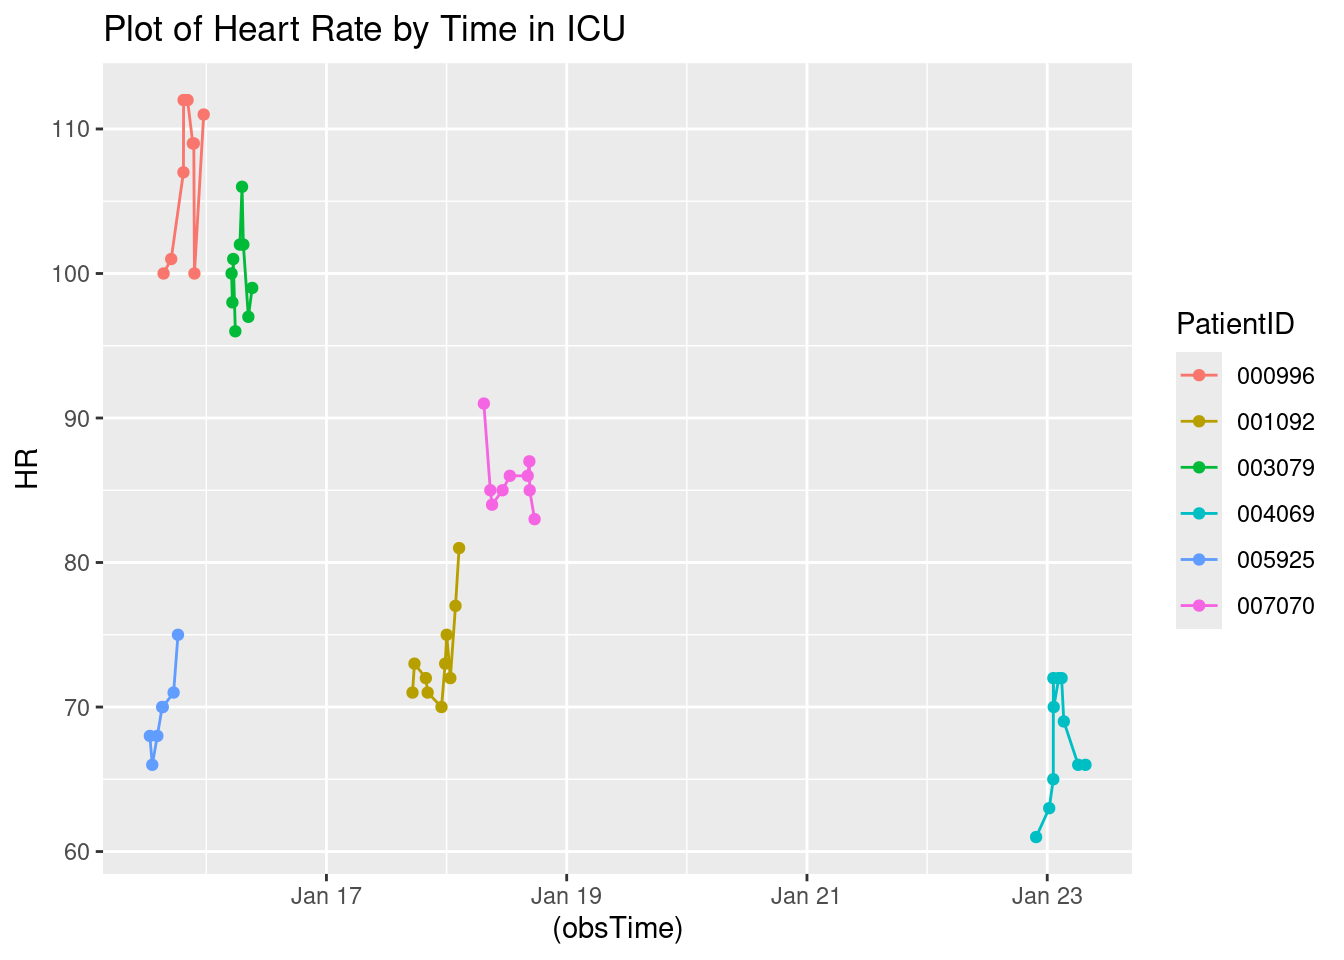 Plot of Heart Rate by Time in ICU
110
100
90
80
70
60
HR
Jan 17
Jan 19
Jan 21
Jan 23
(obsTime)
PatientID
000996
001092
003079
004069
005925
007070